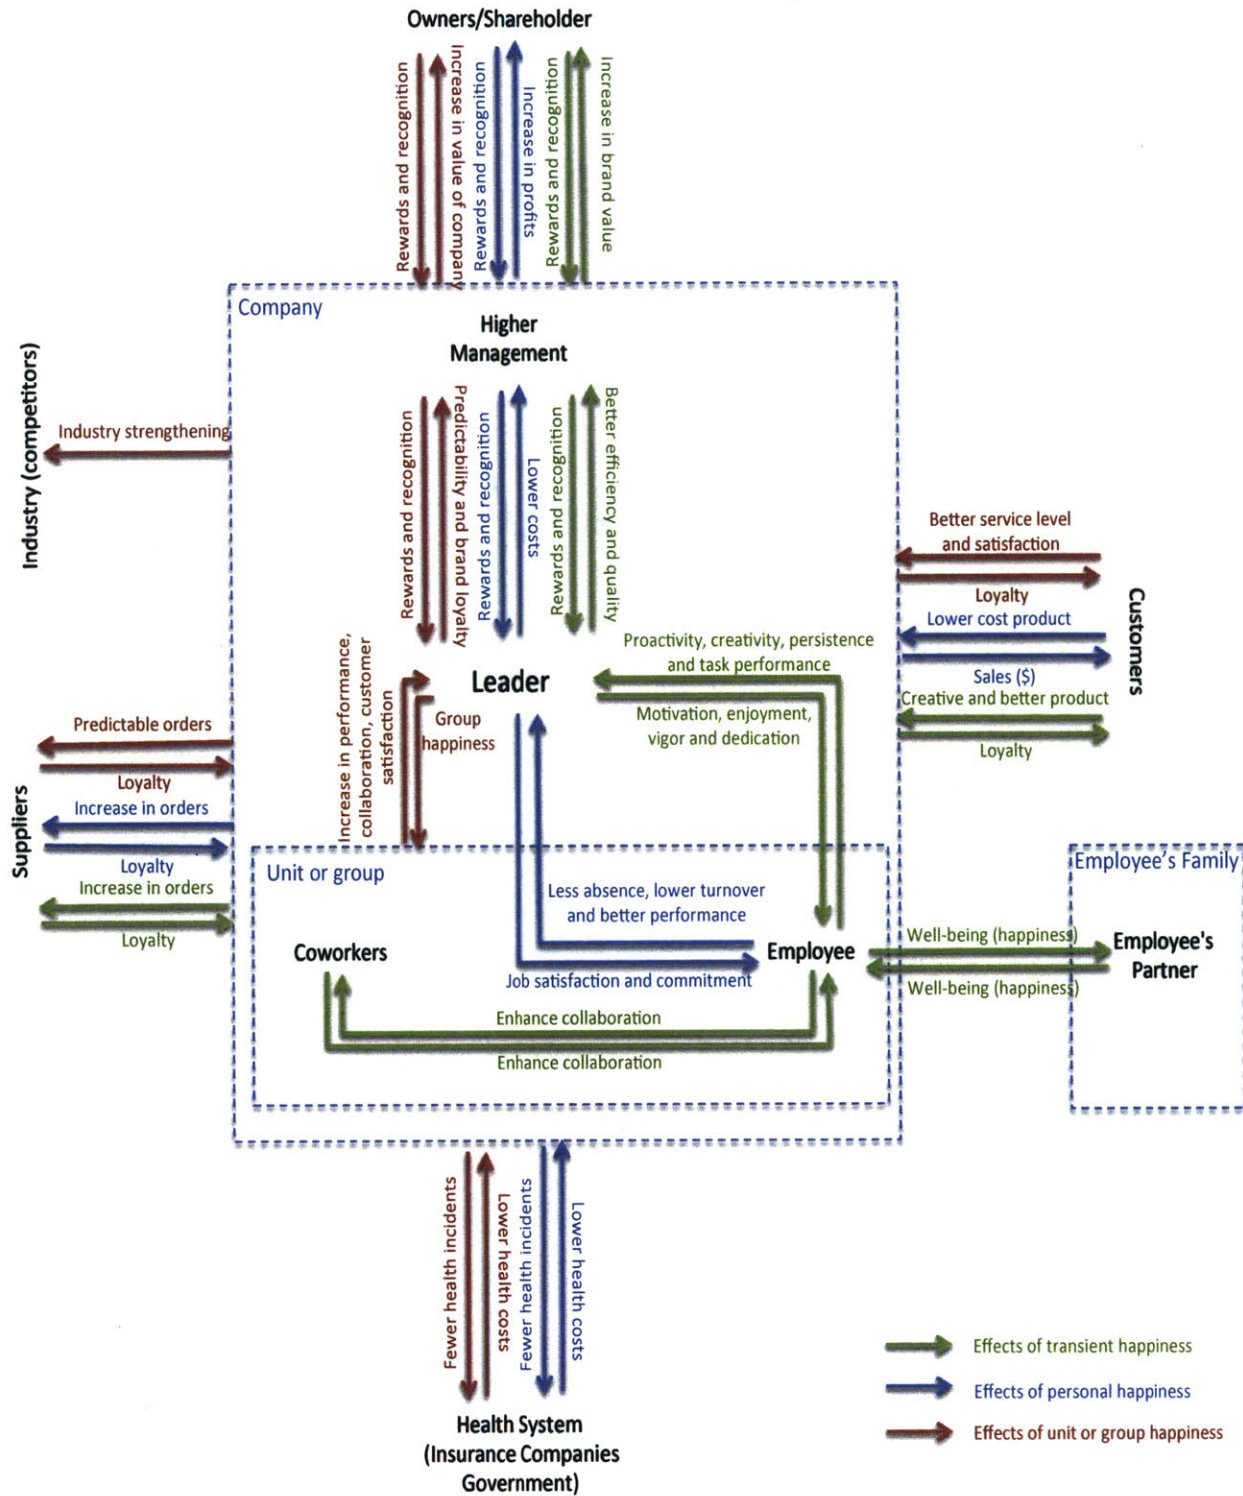 Owners/Shareholder
Rewards and recognition
Increase in value of company
Rewards and recognition
Increase in profits
Rewards and recognition
Increase in brand value
Company
Higher
Management
Industry (competitors)
Industry strengthening
Rewards and recognition
Predictability and brand loyalty
Rewards and recognition
Lower costs
Rewards and recognition
Better efficiency and quality
Better service level
and satisfaction
Loyalty
Lower cost product
Sales ($)
Creative and better product
Loyalty
Customers
Proactivity, creativity, persistence
and task performance
Leader
Motivation, enjoyment,
vigor and dedication
Increase in performance,
collaboration, customer
satisfaction
Group
happiness
Suppliers
Predictable orders
Loyalty
Increase in orders
Loyalty
Increase in orders
Loyalty
Unit or group
Less absence, lower turnover
and better performance
Coworkers
Employee
Job satisfaction and commitment
Enhance collaboration
Enhance collaboration
Employee's Family
Well-being (happiness)
Well-being (happiness)
Employee's
Partner
Fewer health incidents
Lower health costs
Fewer health incidents
Lower health costs
Health System
(Insurance Companies
Government)
Effects of transient happiness
Effects of personal happiness
Effects of unit or group happiness